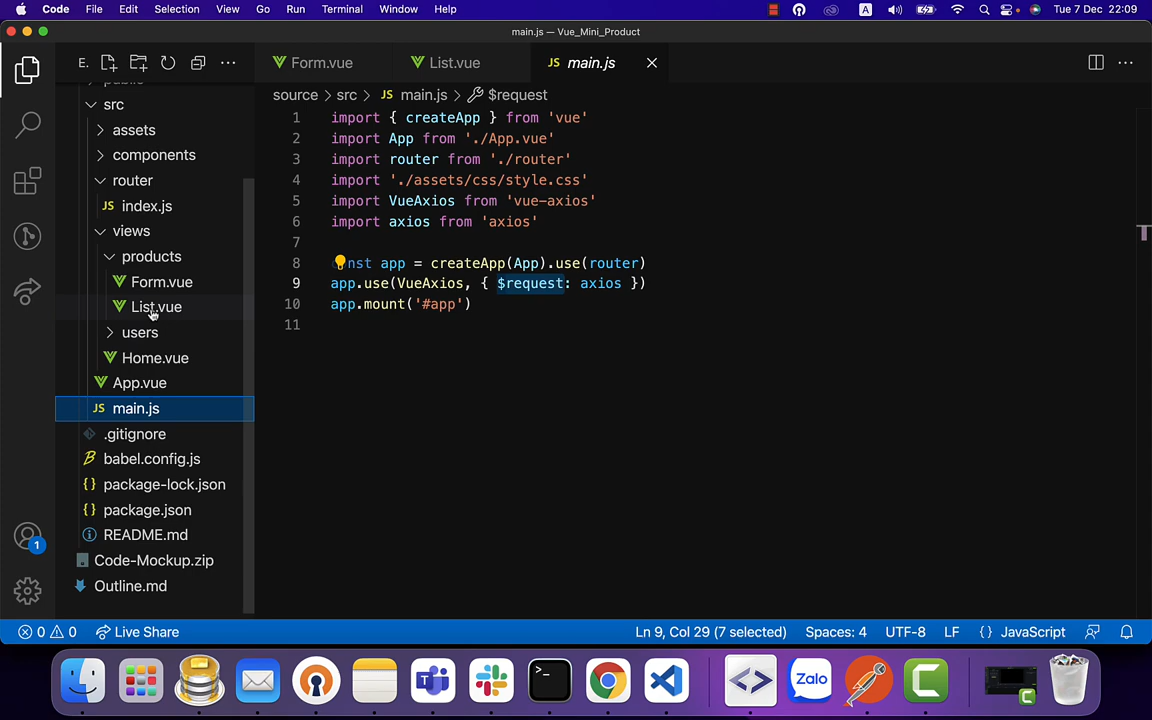 Code File Edit Selection View Go Run Terminal Window Help A Tue 7 Dec 22:09
main.js — Vue_Mini_Product
E. Form.vue List.vue JS main.js
source > src > JS main.js > $request
src
assets
components
router
JS index.js
views
products
Form.vue
List.vue
users
Home.vue
App.vue
JS main.js
.gitignore
babel.config.js
{} package-lock.json
{} package.json
README.md
Code-Mockup.zip
Outline.md
1 import { createApp } from 'vue'
2 import App from './App.vue'
3 import router from './router'
4 import './assets/css/style.css'
5 import VueAxios from 'vue-axios'
6 import axios from 'axios'
7
8 nst app = createApp(App).use(router)
9 app.use(VueAxios, { $request: axios })
10 app.mount('#app')
11
1
0 0 Live Share Ln 9, Col 29 (7 selected) Spaces: 4 UTF-8 LF {} JavaScript
Zalo